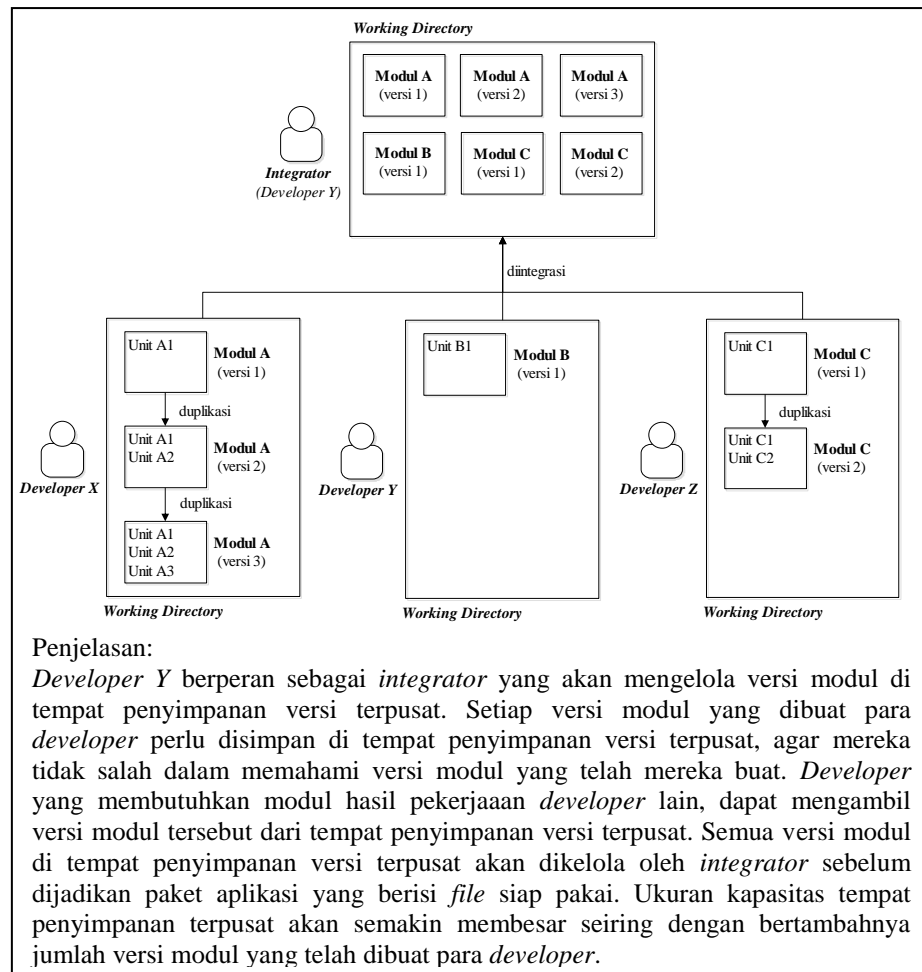 Working Directory
Modul A
(versi 1)
Modul A
(versi 2)
Modul A
(versi 3)
Modul B
(versi 1)
Modul C
(versi 1)
Modul C
(versi 2)
Integrator
(Developer Y)
diintegrasi
Unit A1
Modul A
(versi 1)
duplikasi
Unit A1
Unit A2
Modul A
(versi 2)
duplikasi
Unit A1
Unit A2
Unit A3
Modul A
(versi 3)
Developer X
Working Directory
Unit B1
Modul B
(versi 1)
Developer Y
Working Directory
Unit C1
Modul C
(versi 1)
duplikasi
Unit C1
Unit C2
Modul C
(versi 2)
Developer Z
Working Directory
Penjelasan:
Developer Y berperan sebagai integrator yang akan mengelola versi modul di
tempat penyimpanan versi terpusat. Setiap versi modul yang dibuat para
developer perlu disimpan di tempat penyimpanan versi terpusat, agar mereka
tidak salah dalam memahami versi modul yang telah mereka buat. Developer
yang membutuhkan modul hasil pekerjaaan developer lain, dapat mengambil
versi modul tersebut dari tempat penyimpanan versi terpusat. Semua versi modul
di tempat penyimpanan versi terpusat akan dikelola oleh integrator sebelum
dijadikan paket aplikasi yang berisi file siap pakai. Ukuran kapasitas tempat
penyimpanan terpusat akan semakin membesar seiring dengan bertambahnya
jumlah versi modul yang telah dibuat para developer.